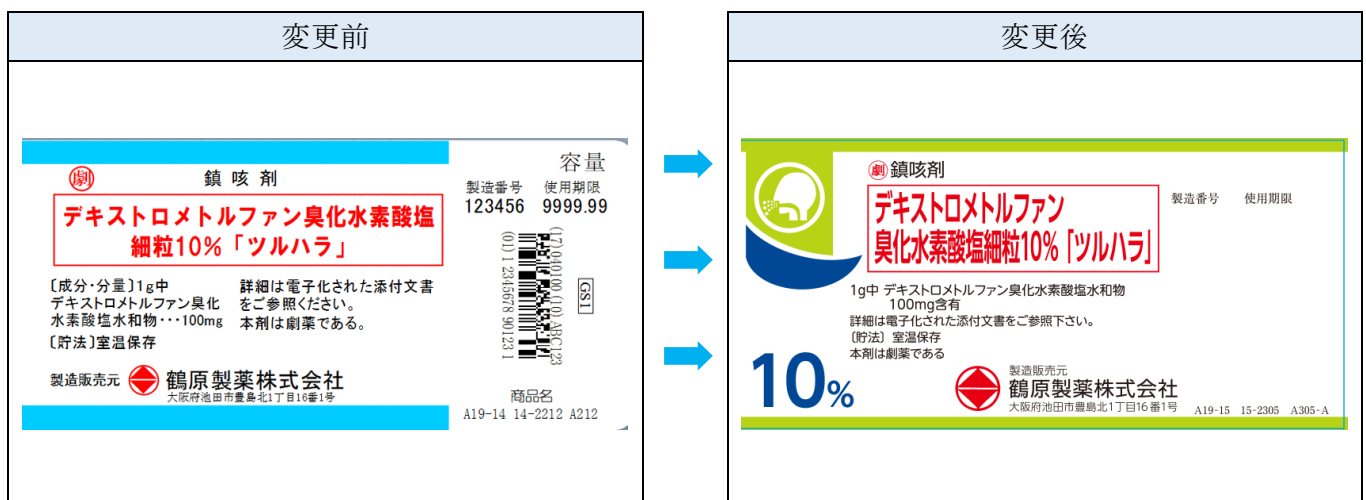 変更前
容量
劇 鎮咳剤
製造番号 使用期限
123456 9999.99
デキストロメトルファン臭化水素酸塩
細粒10%「ツルハラ」
〔成分・分量〕1g中
デキストロメトルファン臭化
水素酸塩水和物・・・100mg
〔貯法〕室温保存
詳細は電子化された添付文書
をご参照ください。
本剤は劇薬である。
(17)040100 (10) ABC123
(01) 1 2345678 90123 1
GS1
製造販売元 鶴原製薬株式会社
大阪府池田市豊島北1丁目16番1号
商品名
A19-14 14-2212 A212
変更後
劇 鎮咳剤
デキストロメトルファン
臭化水素酸塩細粒10%「ツルハラ」
製造番号 使用期限
1g中 デキストロメトルファン臭化水素酸塩水和物
100mg含有
詳細は電子化された添付文書をご参照下さい。
〔貯法〕室温保存
本剤は劇薬である
10%
製造販売元
鶴原製薬株式会社
大阪府池田市豊島北1丁目16番1号
A19-15 15-2305 A305-A